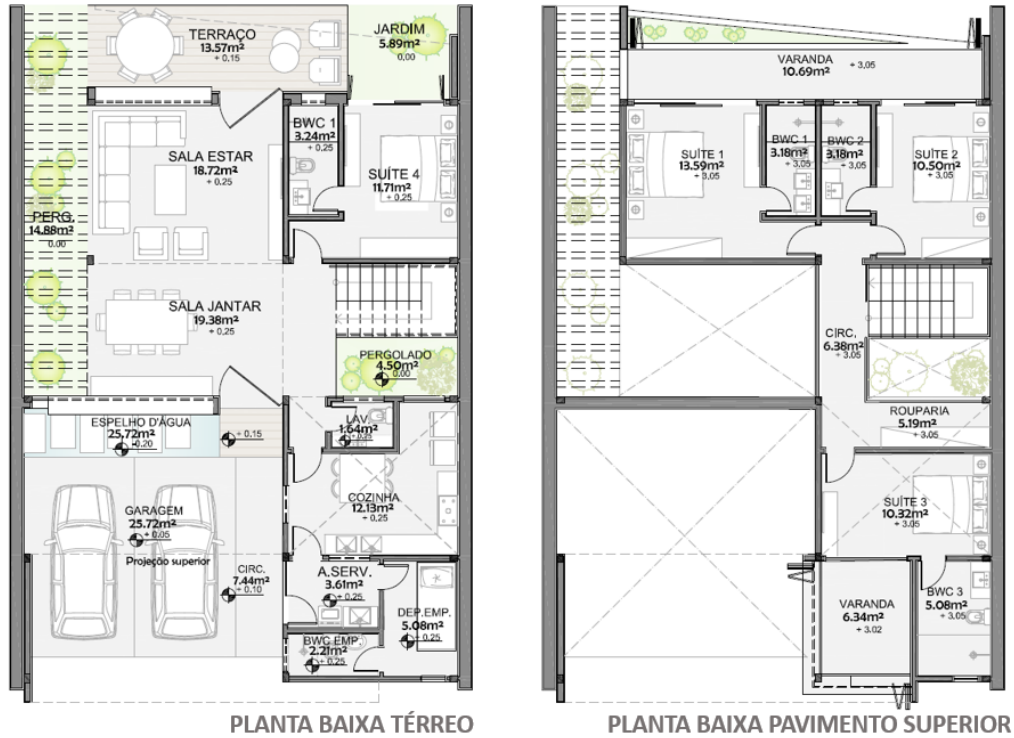 TERRAÇO
13.57m²
+ 0.15
JARDIM
5.89m²
0.00
BWC 1
3.24m²
+ 0.25
SALA ESTAR
18.72m²
+ 0.25
SUÍTE 4
11.71m²
+ 0.25
PERG.
14.88m²
0.00
SALA JANTAR
19.38m²
+ 0,25
PERGOLADO
4.50m²
0.00
ESPELHO D'ÁGUA
25.72m²
-0.20
+ 0.15
LAV.
1.64m²
+0.25
COZINHA
12.13m²
+ 0,25
GARAGEM
25.72m²
+ 0.05
Projeção superior
CIRC.
7.44m²
+ 0.10
A.SERV.
3.61m²
+ 0.25
DEP.EMP.
5.08m²
+ 0.25
BWC EMP.
2.21m²
+ 0.25
PLANTA BAIXA TÉRREO
VARANDA
10.69m²
+ 3,05
SUÍTE 1
13.59m²
+ 3,05
BWC 1
3.18m²
+ 3.05
BWC 2
3.18m²
+ 3.05
SUÍTE 2
10.50m²
+ 3,05
CIRC.
6.38m²
+ 3.05
ROUPARIA
5.19m²
+ 3.05
SUÍTE 3
10.32m²
+ 3.05
VARANDA
6.34m²
+ 3.02
BWC 3
5.08m²
+ 3.05
PLANTA BAIXA PAVIMENTO SUPERIOR